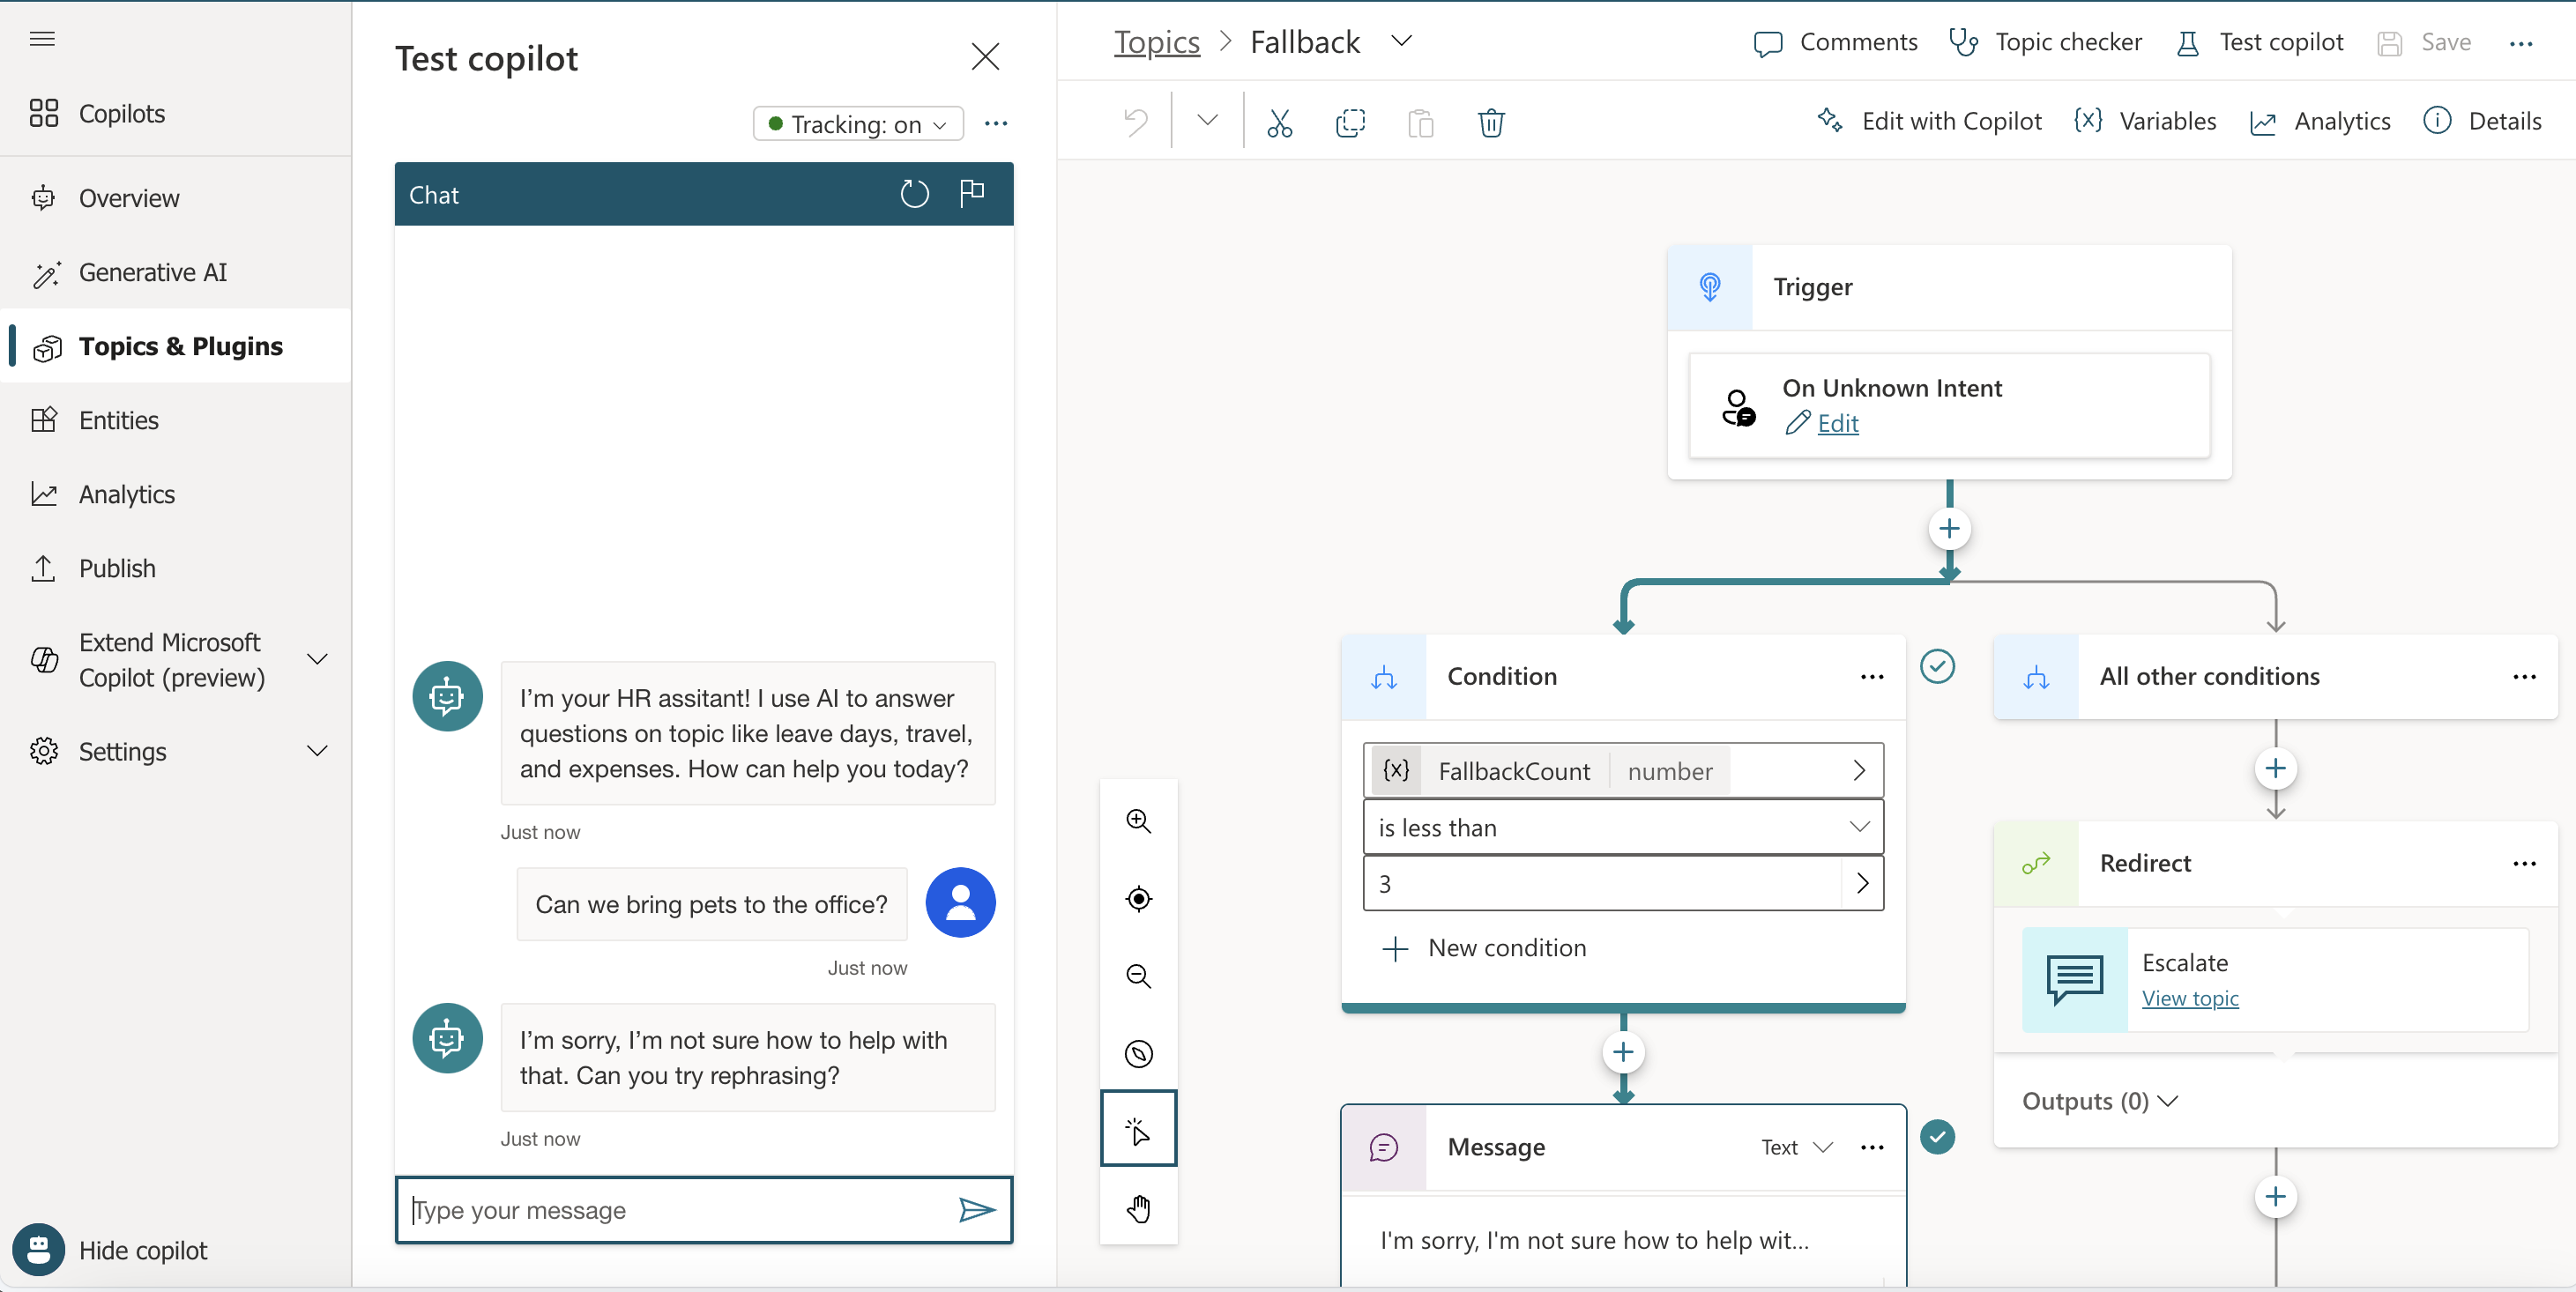 Copilots
Overview
Generative AI
Topics & Plugins
Entities
Analytics
Publish
Extend Microsoft
Copilot (preview)
Settings
Hide copilot
Test copilot
Tracking: on
Chat
I'm your HR assitant! I use AI to answer
questions on topic like leave days, travel,
and expenses. How can help you today?
Just now
Can we bring pets to the office?
Just now
I'm sorry, I'm not sure how to help with
that. Can you try rephrasing?
Just now
Type your message
Topics > Fallback
Comments
Topic checker
Test copilot
Save
Edit with Copilot
{x} Variables
Analytics
Details
Trigger
On Unknown Intent
Edit
Condition
{x} FallbackCount number
is less than
3
New condition
Message
Text
I'm sorry, I'm not sure how to help wit...
All other conditions
Redirect
Escalate
View topic
Outputs (0)